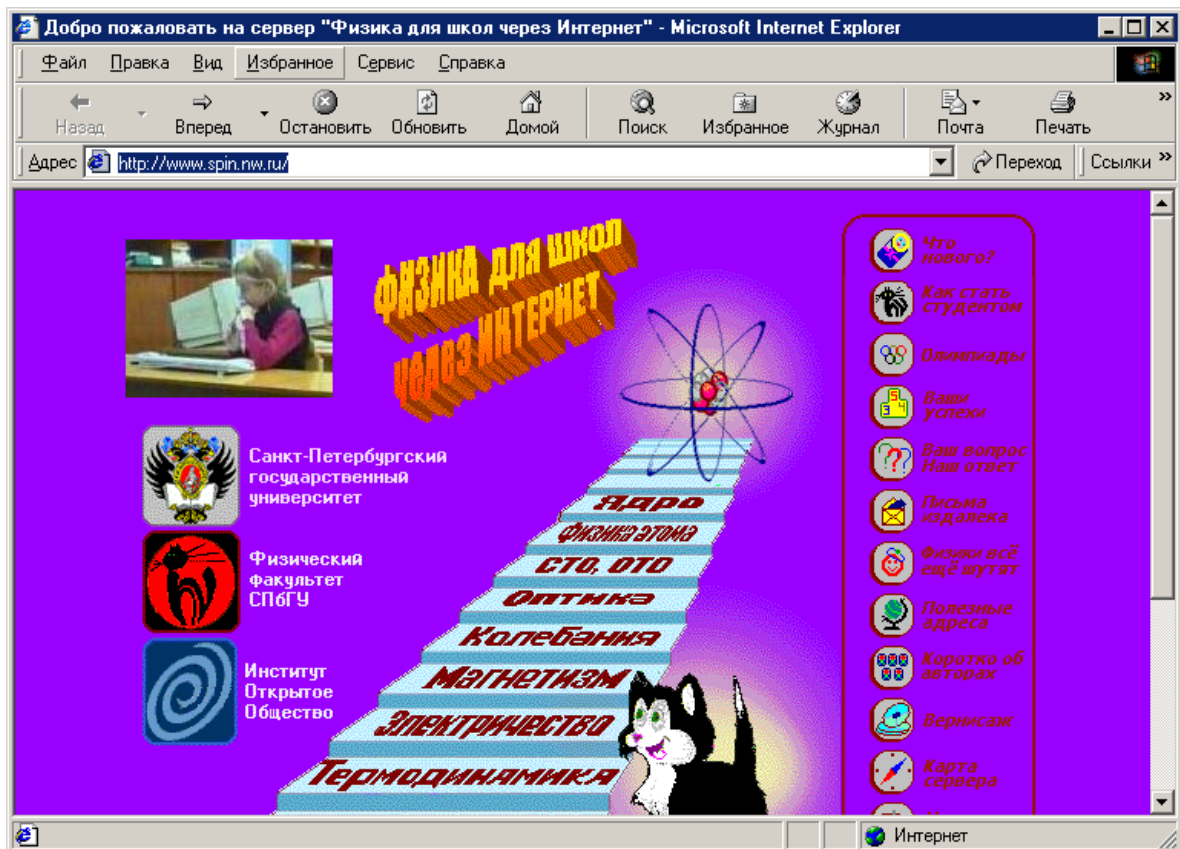 Добро пожаловать на сервер "Физика для школ через Интернет" - Microsoft Internet Explorer
Файл Правка Вид Избранное Сервис Справка
Назад Вперед Остановить Обновить Домой Поиск Избранное Журнал Почта Печать
Адрес http://www.spin.nw.ru/ Переход Ссылки
ФИЗИКА для школ
через ИНТЕРНЕТ
Санкт-Петербургский
государственный
университет
Физический
факультет
СПбГУ
Институт
Открытое
Общество
Ядро
Физика атома
СТО, ОТО
Оптика
Колебания
Магнетизм
Электричество
Термодинамика
Что
нового?
Как стать
студентом
Олимпиады
Ваши
успехи
Ваш вопрос
Наш ответ
Письма
издалека
Физики всё
ещё шутят
Полезные
адреса
Коротко об
авторах
Вернисаж
Карта
сервера
Интернет